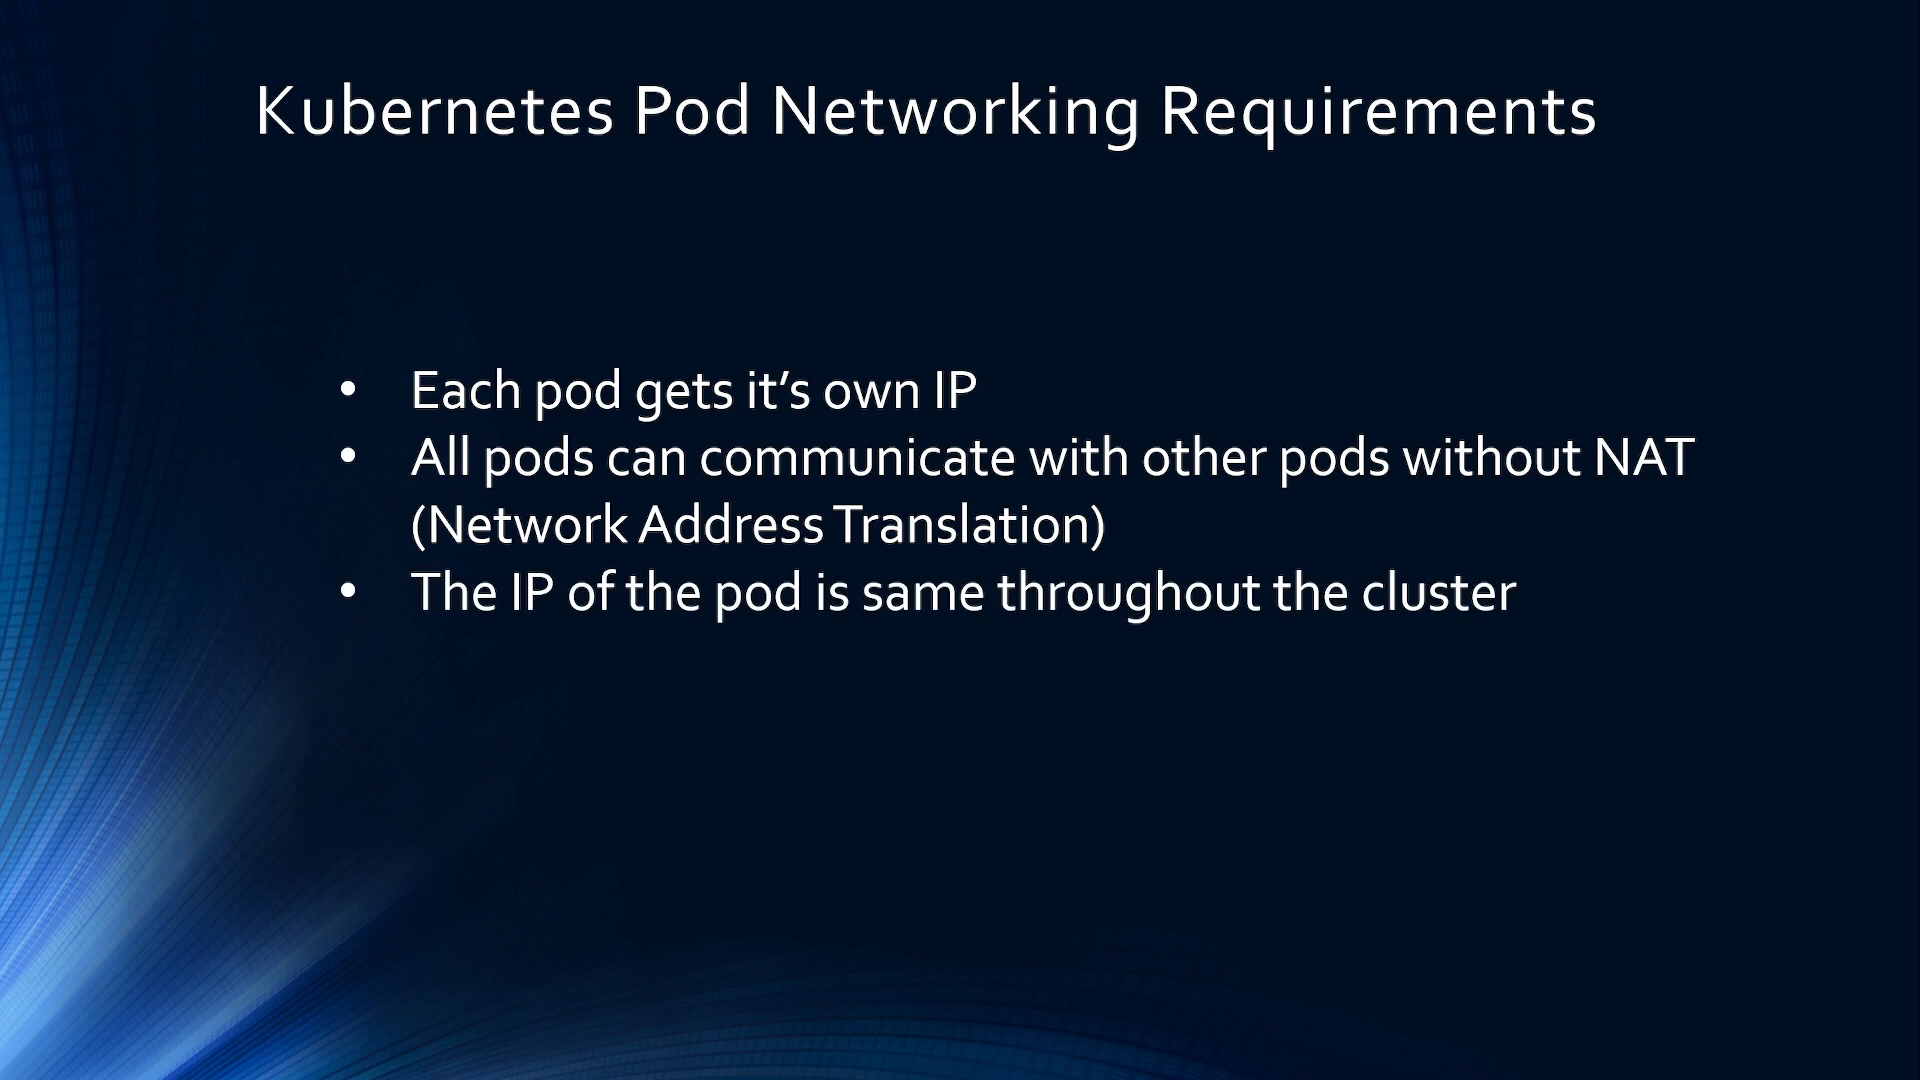 Kubernetes Pod Networking Requirements
• Each pod gets it’s own IP
• All pods can communicate with other pods without NAT
(Network Address Translation)
• The IP of the pod is same throughout the cluster